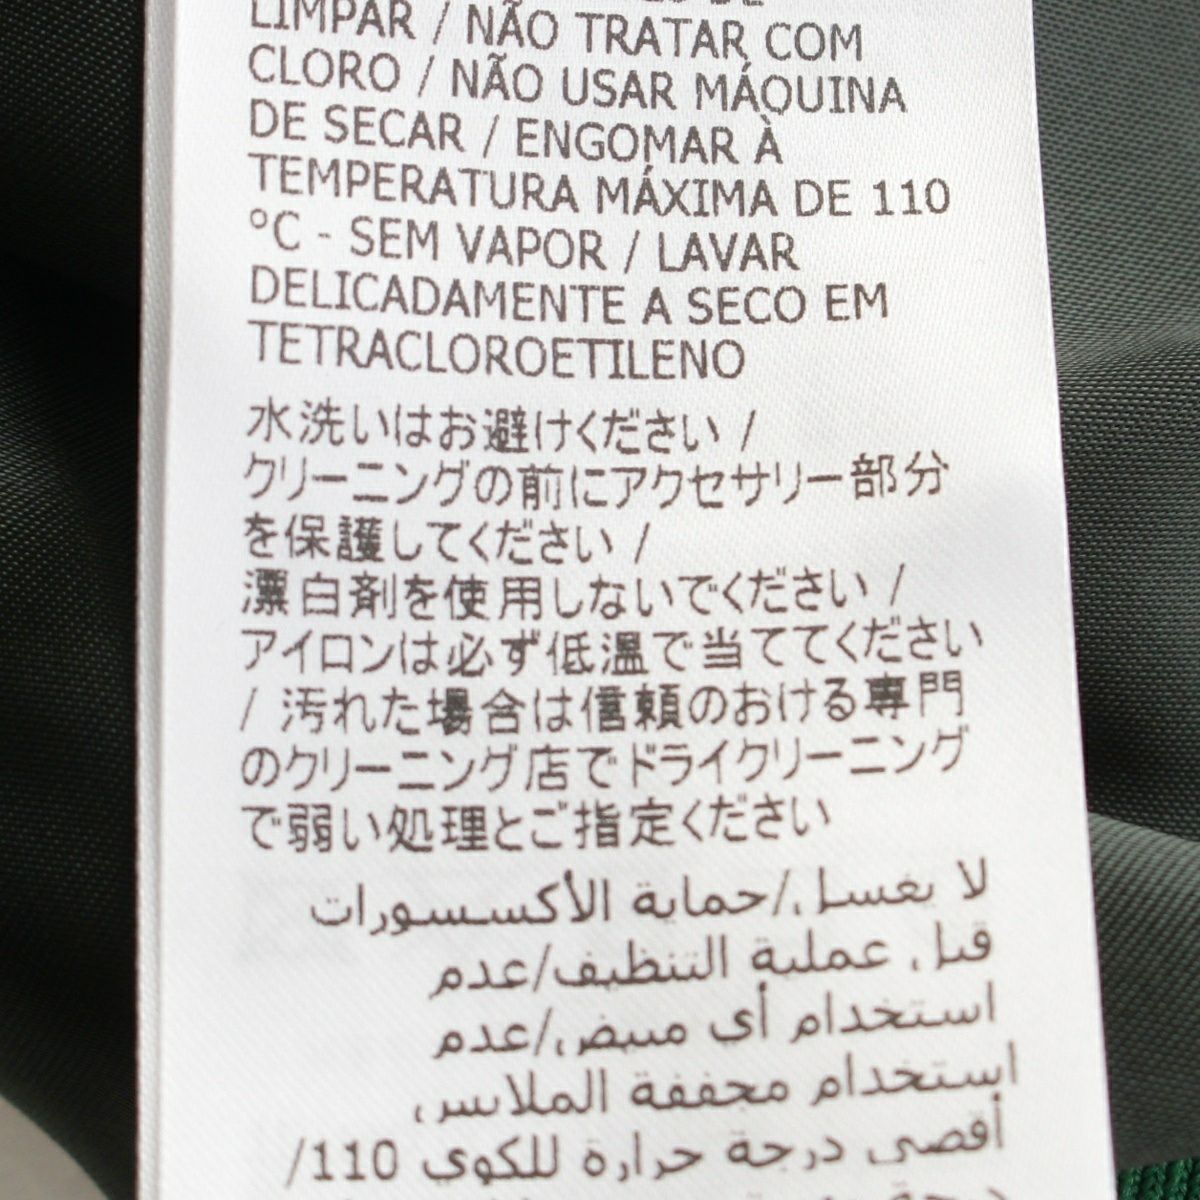 LIMPAR / NÃO TRATAR COM
CLORO / NÃO USAR MÁQUINA
DE SECAR / ENGOMAR À
TEMPERATURA MÁXIMA DE 110
°C - SEM VAPOR / LAVAR
DELICADAMENTE A SECO EM
TETRACLOROETILENO
水洗いはお避けください /
クリーニングの前にアクセサリー部分
を保護してください /
漂白剤を使用しないでください /
アイロンは必ず低温で当ててください
/ 汚れた場合は信頼のおける専門
のクリーニング店でドライクリーニング
で弱い処理とご指定ください
لا يغسل/حماية الأكسسورات
قبل عملية التنظيف/عدم
استخدام أى مبيض/عدم
استخدام مجففة الملابس
أقصى درجة حرارة للكوى 110/